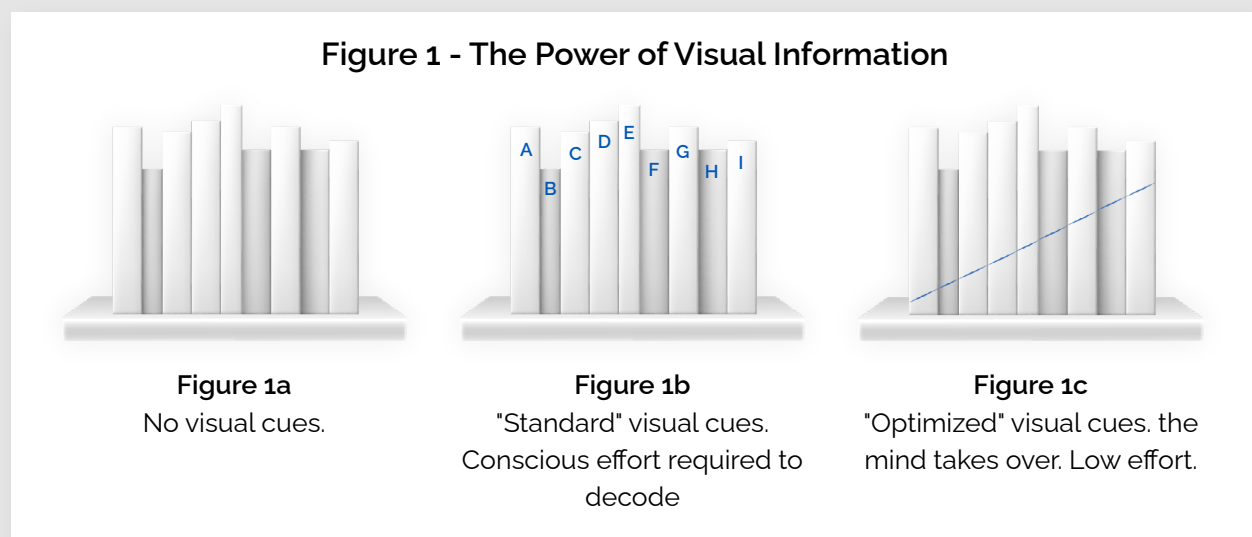 Figure 1 - The Power of Visual Information
A
B
C
D
E
F
G
H
I
Figure 1a
No visual cues.
Figure 1b
"Standard" visual cues.
Conscious effort required to
decode
Figure 1c
"Optimized" visual cues. the
mind takes over. Low effort.